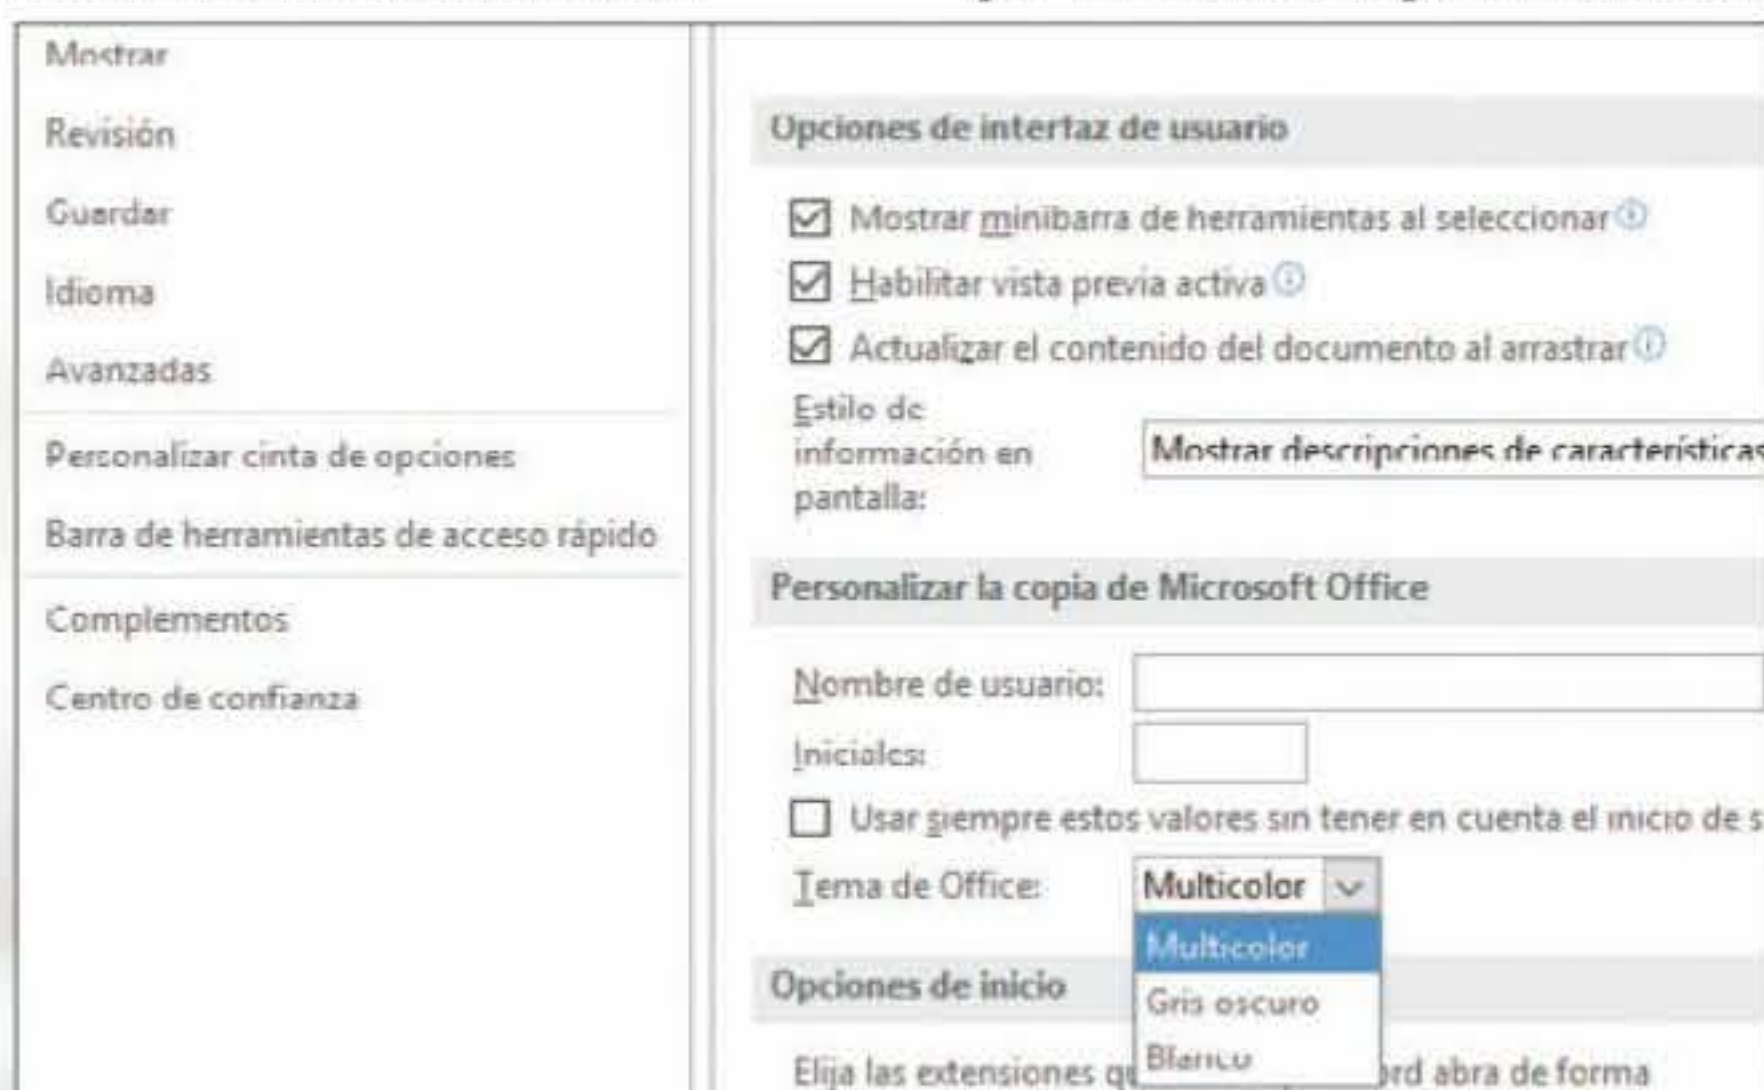 Mostrar
Revisión
Guardar
Idioma
Avanzadas
Personalizar cinta de opciones
Barra de herramientas de acceso rápido
Complementos
Centro de confianza
Opciones de interfaz de usuario
Mostrar minibarra de herramientas al seleccionar
Habilitar vista previa activa
Actualizar el contenido del documento al arrastrar
Estilo de
información en
pantalla:
Mostrar descripciones de características
Personalizar la copia de Microsoft Office
Nombre de usuario:
Iniciales:
Usar siempre estos valores sin tener en cuenta el inicio de s
Tema de Office:
Multicolor
Multicolor
Gris oscuro
Blanco
Opciones de inicio
Elija las extensiones qu ord abra de forma